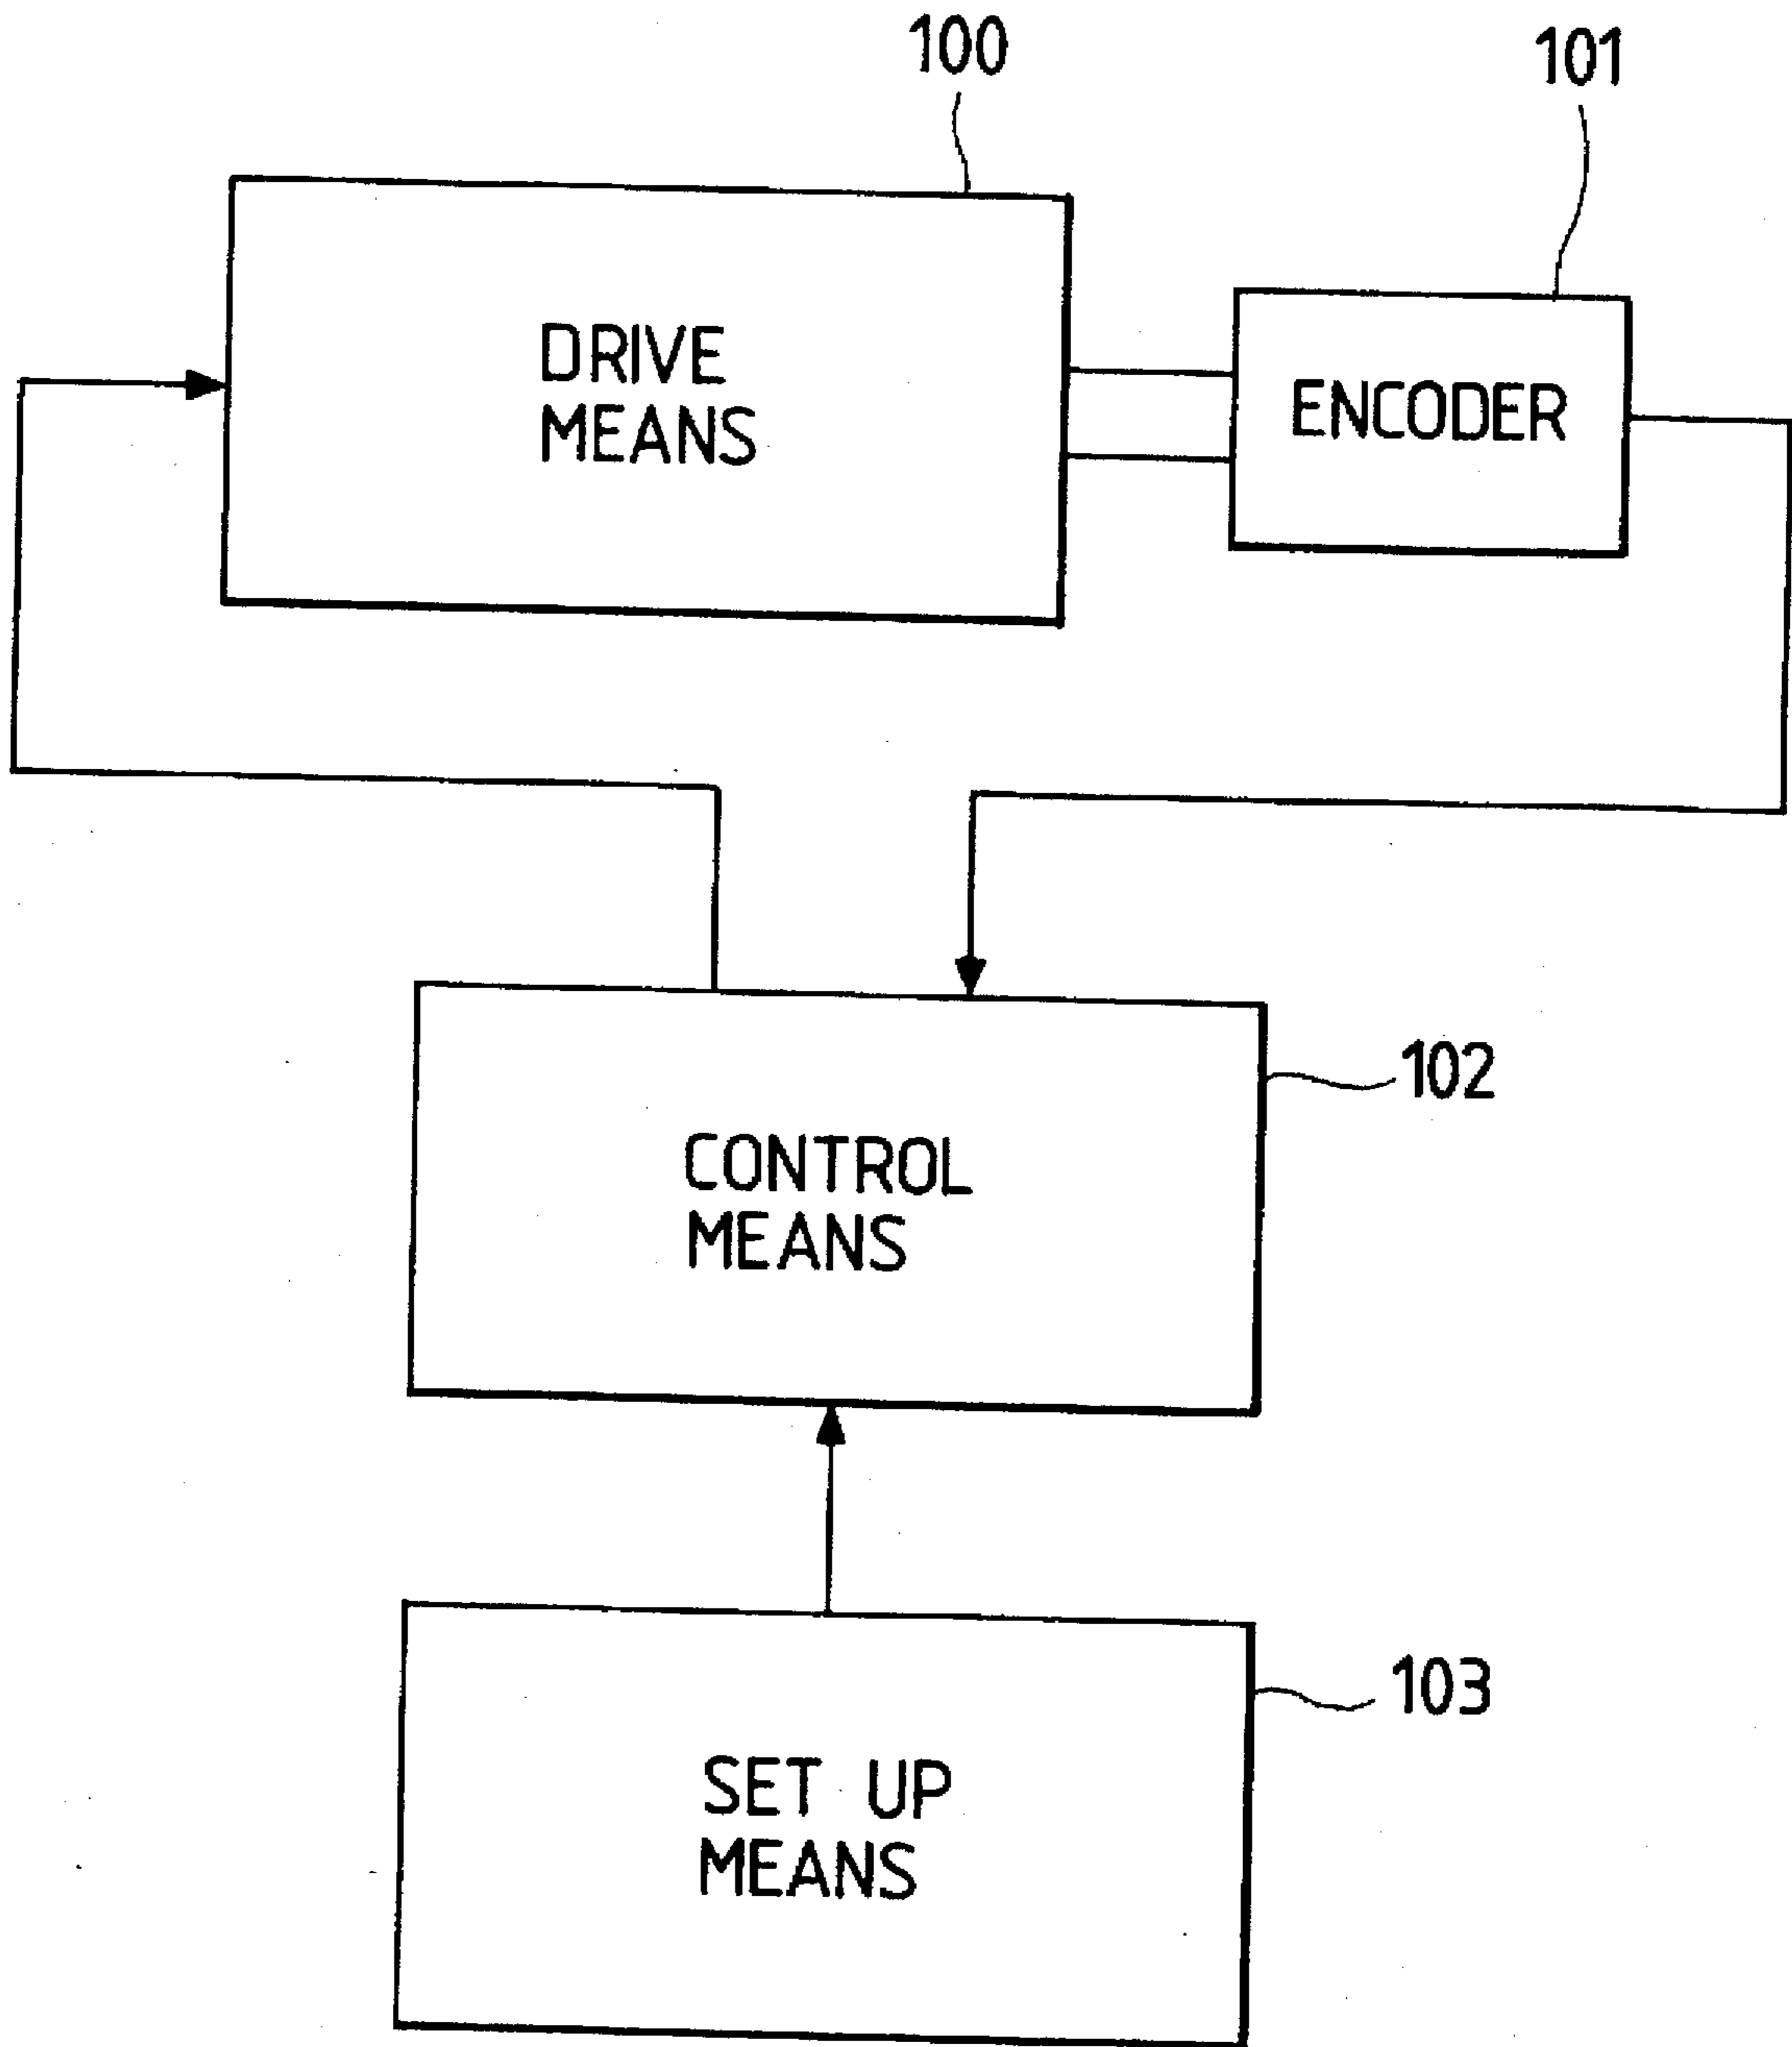 100
101
DRIVE
MEANS
ENCODER
102
CONTROL
MEANS
103
SET UP
MEANS